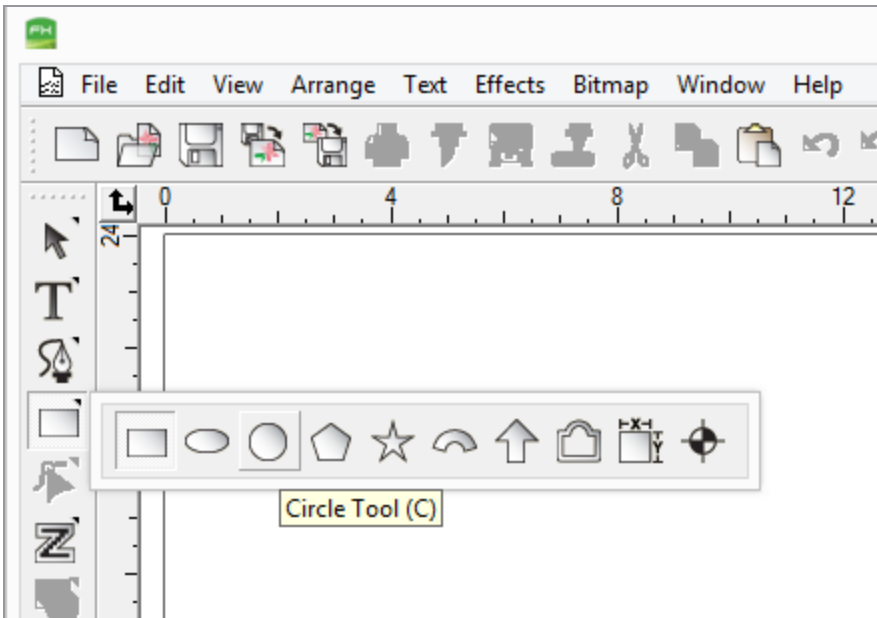 FH
File Edit View Arrange Text Effects Bitmap Window Help
0 4 8 12
24
T
X
Y
Z
Circle Tool (C)